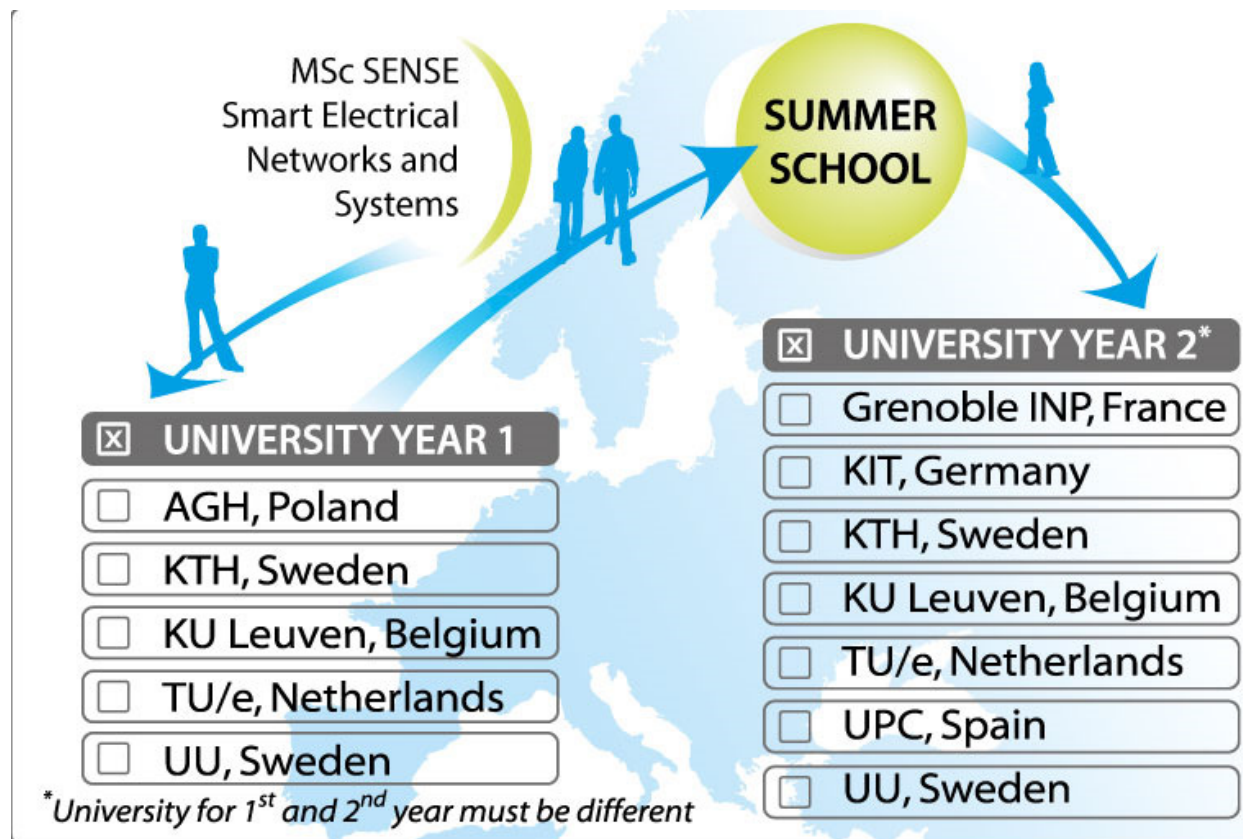 MSc SENSE
Smart Electrical
Networks and
Systems
SUMMER
SCHOOL
UNIVERSITY YEAR 1
AGH, Poland
KTH, Sweden
KU Leuven, Belgium
TU/e, Netherlands
UU, Sweden
*University for 1st and 2nd year must be different
UNIVERSITY YEAR 2*
Grenoble INP, France
KIT, Germany
KTH, Sweden
KU Leuven, Belgium
TU/e, Netherlands
UPC, Spain
UU, Sweden